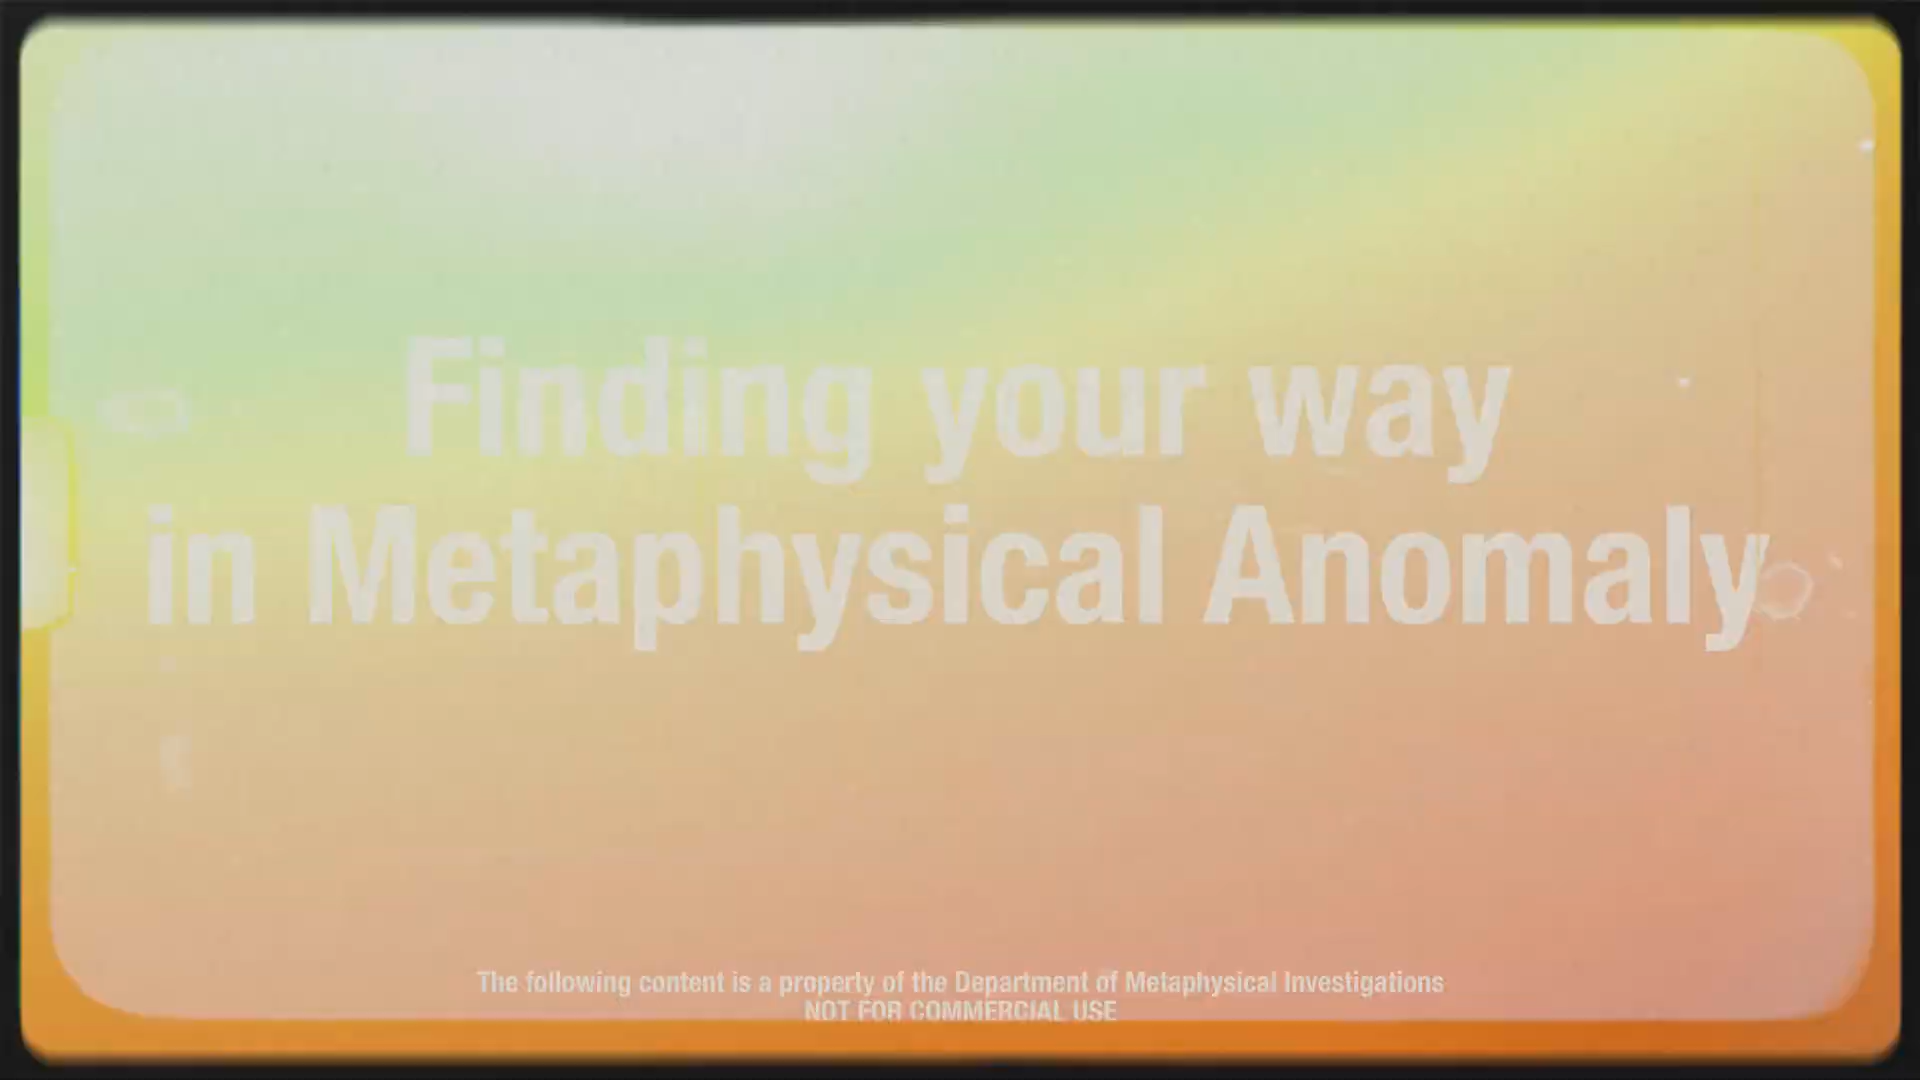 Finding your way
in Metaphysical Anomaly
The following content is a property of the Department of Metaphysical Investigations
NOT FOR COMMERCIAL USE